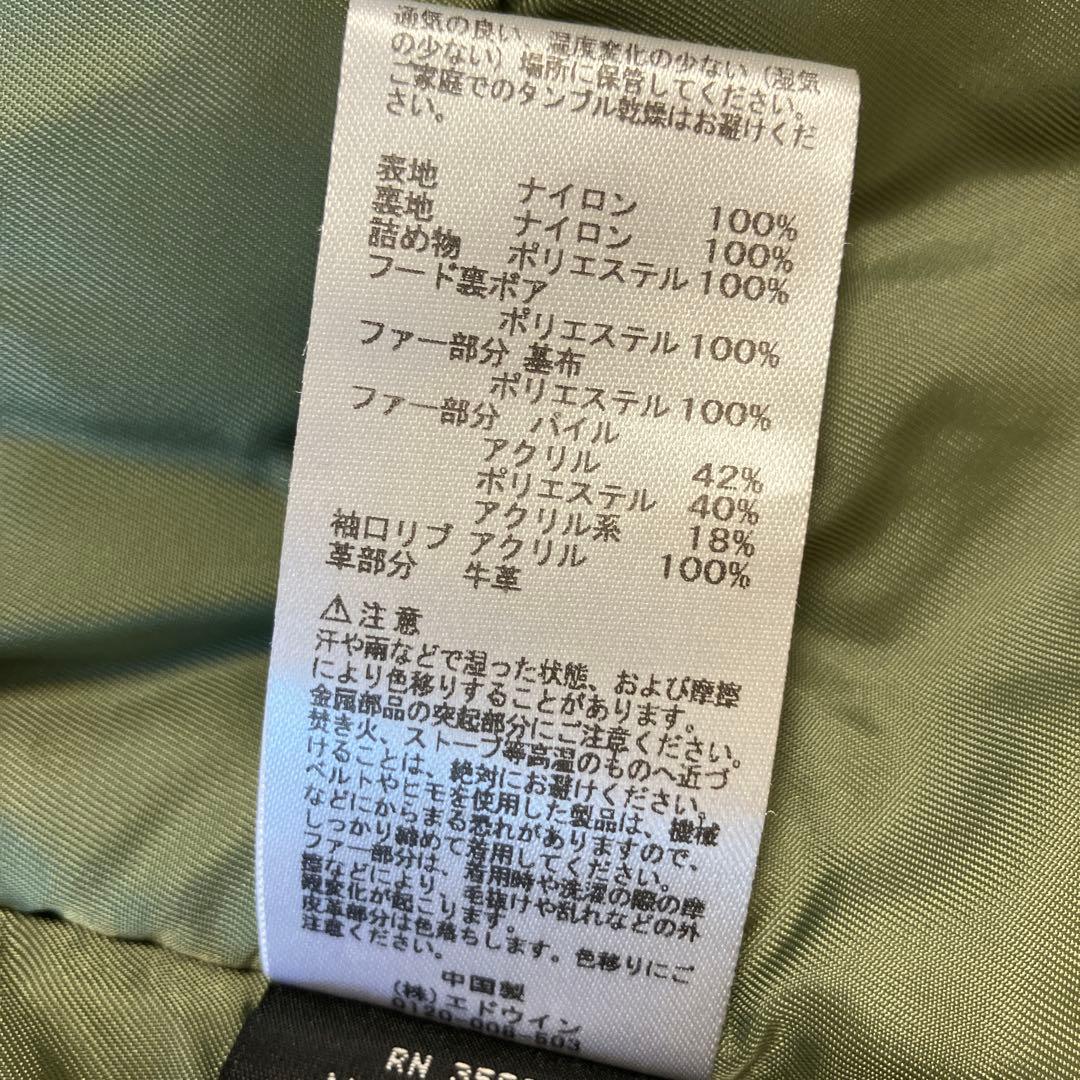 通気の良い、湿度変化の少ない（湿気
の少ない）場所に保管してください。
ご家庭でのタンブル乾燥はお避けくだ
さい。
表地 ナイロン 100%
裏地 ナイロン 100%
詰め物 ポリエステル 100%
フード裏ボア
ポリエステル 100%
ファー部分 基布
ポリエステル 100%
ファー部分 パイル
アクリル 42%
ポリエステル 40%
アクリル系 18%
袖口リブ アクリル 100%
革部分 牛革
⚠注意
汗や雨などで湿った状態、および摩擦
により色移りすることがあります。
金属部品の突起部分にご注意ください。
焚き火、ストーブ等高温のものへ近づ
けることは、絶対にお避けください。
ベルトやヒモを使用した製品は、機械
などにからまる恐れがありますので、
しっかり締めて着用してください。
ファー部分は、着用時や洗濯の際の摩
擦などにより、毛抜けや乱れなどの外
観変化が起こります。
皮革部分は色落ちします。色移りにご
注意ください。
中国製
(株)エドウイン
0120-008-503
RN